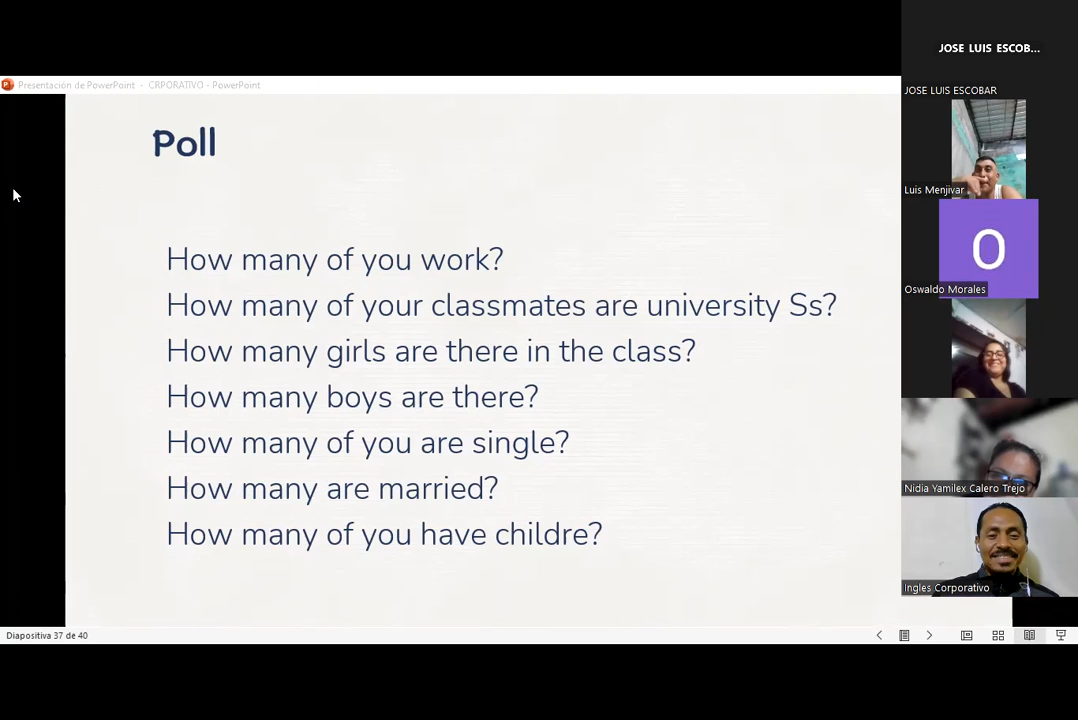 JOSE LUIS ESCOB...
Presentación de PowerPoint - CRPORATIVO - PowerPoint
JOSE LUIS ESCOBAR
Poll
Luis Menjivar
O
How many of you work?
Oswaldo Morales
How many of your classmates are university Ss?
How many girls are there in the class?
How many boys are there?
How many of you are single?
How many are married?
Nidia Yamilex Calero Trejo
How many of you have childre?
Ingles Corporativo
Diapositiva 37 de 40